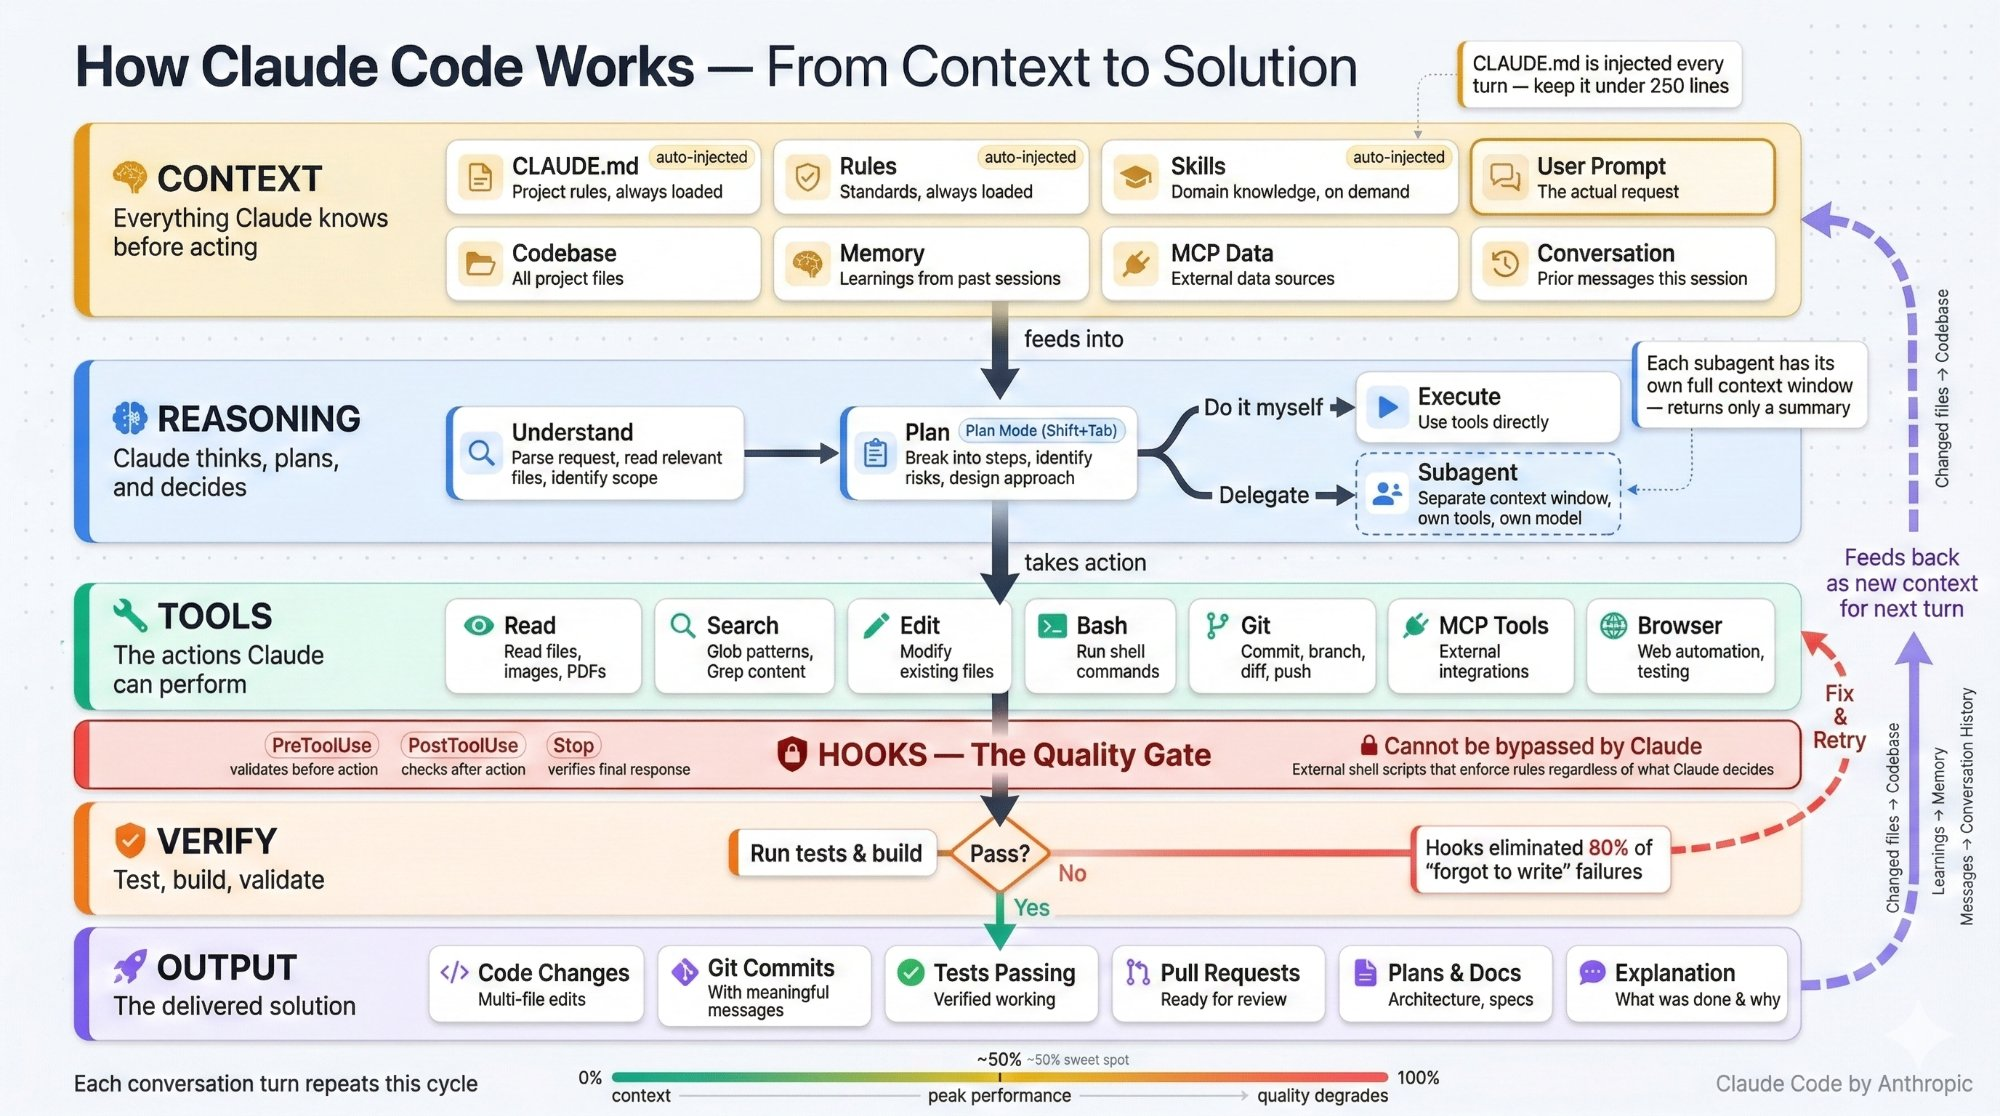 How Claude Code Works — From Context to Solution
CLAUDE.md is injected every
turn — keep it under 250 lines
CONTEXT
Everything Claude knows
before acting
CLAUDE.md
auto-injected
Project rules, always loaded
Rules
auto-injected
Standards, always loaded
Skills
auto-injected
Domain knowledge, on demand
User Prompt
The actual request
Codebase
All project files
Memory
Learnings from past sessions
MCP Data
External data sources
Conversation
Prior messages this session
feeds into
REASONING
Claude thinks, plans,
and decides
Understand
Parse request, read relevant
files, identify scope
Plan
Plan Mode (Shift+Tab)
Break into steps, identify
risks, design approach
Do it myself
Delegate
Execute
Use tools directly
Subagent
Separate context window,
own tools, own model
Each subagent has its
own full context window
— returns only a summary
Changed files → Codebase
takes action
Feeds back
as new context
for next turn
TOOLS
The actions Claude
can perform
Read
Read files,
images, PDFs
Search
Glob patterns,
Grep content
Edit
Modify
existing files
Bash
Run shell
commands
Git
Commit, branch,
diff, push
MCP Tools
External
integrations
Browser
Web automation,
testing
Fix
&
Retry
PreToolUse
validates before action
PostToolUse
checks after action
Stop
verifies final response
HOOKS — The Quality Gate
Cannot be bypassed by Claude
External shell scripts that enforce rules regardless of what Claude decides
Changed files → Codebase
Learnings → Memory
Messages → Conversation History
VERIFY
Test, build, validate
Run tests & build
Pass?
No
Yes
Hooks eliminated 80% of
“forgot to write” failures
OUTPUT
The delivered solution
Code Changes
Multi-file edits
Git Commits
With meaningful
messages
Tests Passing
Verified working
Pull Requests
Ready for review
Plans & Docs
Architecture, specs
Explanation
What was done & why
Each conversation turn repeats this cycle
~50% ~50% sweet spot
0%
100%
context
peak performance
quality degrades
Claude Code by Anthropic